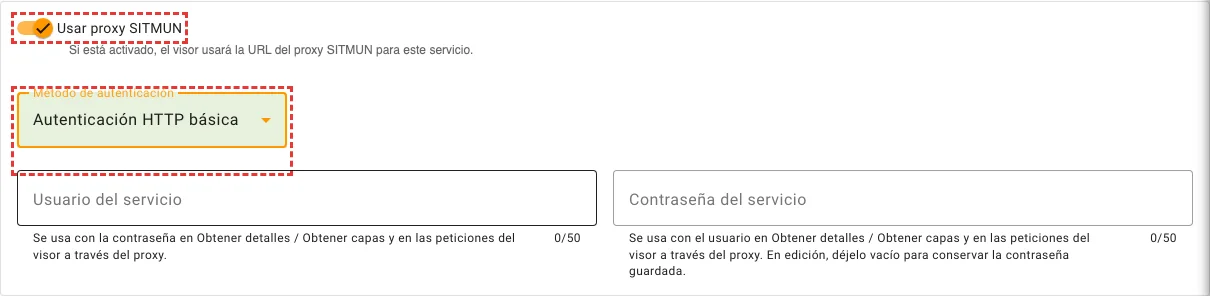 Usar proxy SITMUN
Si está activado, el visor usará la URL del proxy SITMUN para este servicio.
Método de autenticación
Autenticación HTTP básica
Usuario del servicio
Contraseña del servicio
Se usa con la contraseña en Obtener detalles / Obtener capas y en las peticiones del
visor a través del proxy.
0/50
Se usa con el usuario en Obtener detalles / Obtener capas y en las peticiones del
visor a través del proxy. En edición, déjelo vacío para conservar la contraseña
guardada.
0/50